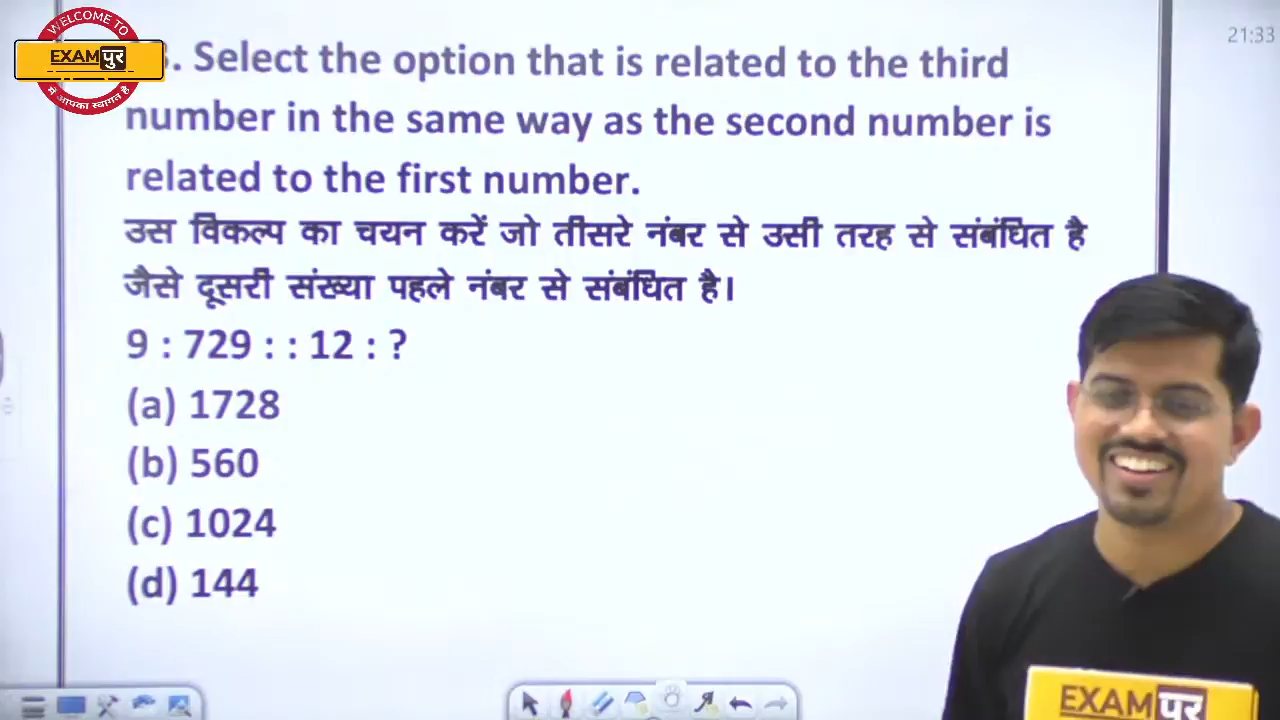 WELCOME TO
EXAMपुर
में आपका स्वागत है
21:33
. Select the option that is related to the third
number in the same way as the second number is
related to the first number.
उस विकल्प का चयन करें जो तीसरे नंबर से उसी तरह से संबंधित है
जैसे दूसरी संख्या पहले नंबर से संबंधित है।
9 : 729 : : 12 : ?
(a) 1728
(b) 560
(c) 1024
(d) 144
EXAMपुर